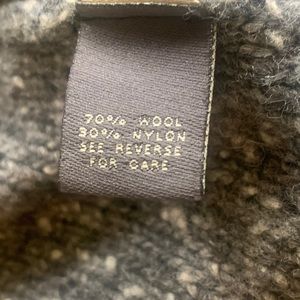 70% WOOL
30% NYLON
SEE REVERSE
FOR CARE